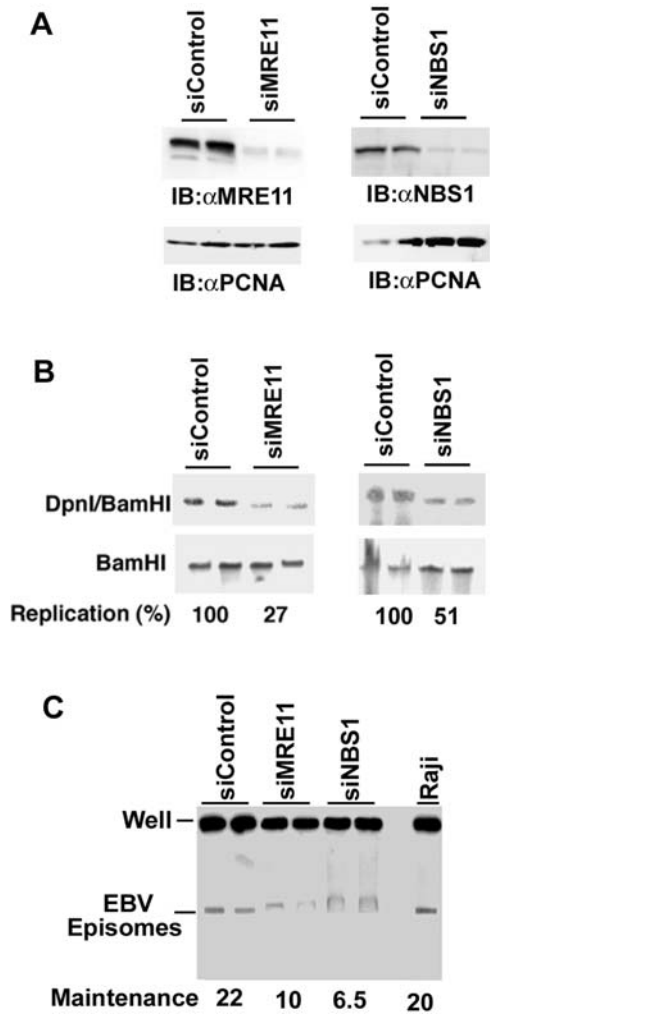 A
siControl
siMRE11
siControl
siNBS1
IB:αMRE11
IB:αNBS1
IB:αPCNA
IB:αPCNA
B
siControl
siMRE11
siControl
siNBS1
DpnI/BamHI
BamHI
Replication (%) 100 27 100 51
C
siControl
siMRE11
siNBS1
Raji
Well
EBV
Episomes
Maintenance 22 10 6.5 20